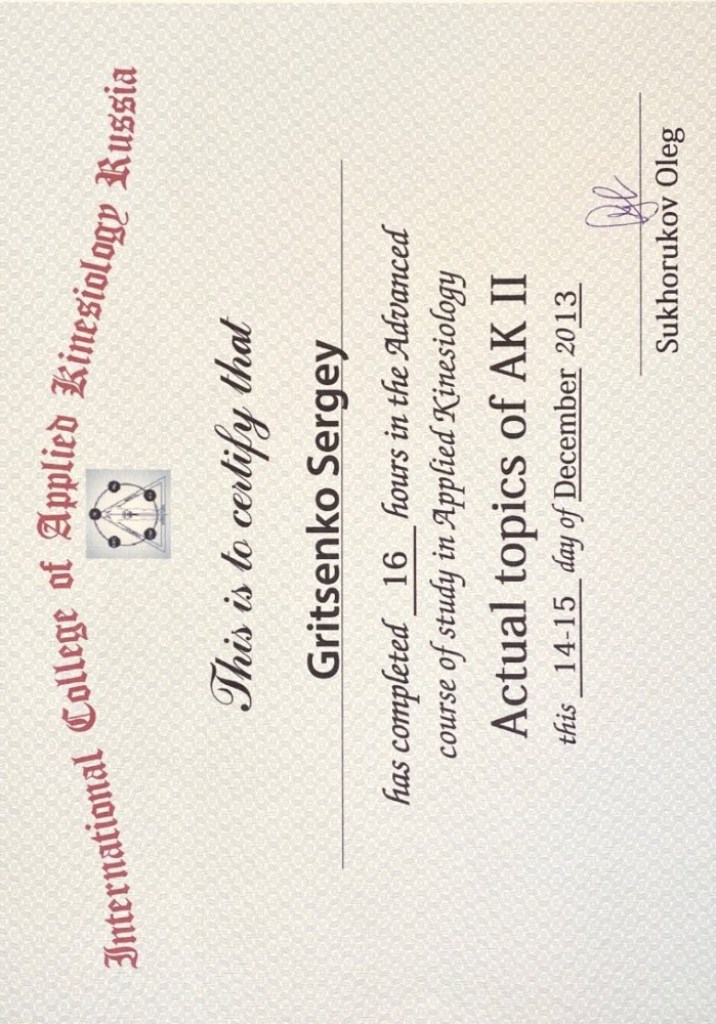 International College of Applied Kinesiology Russia
This is to certify that
Gritsenko Sergey
has completed 16 hours in the Advanced
course of study in Applied Kinesiology
Actual topics of AK II
this 14-15 day of December 2013
Sukhorukov Oleg